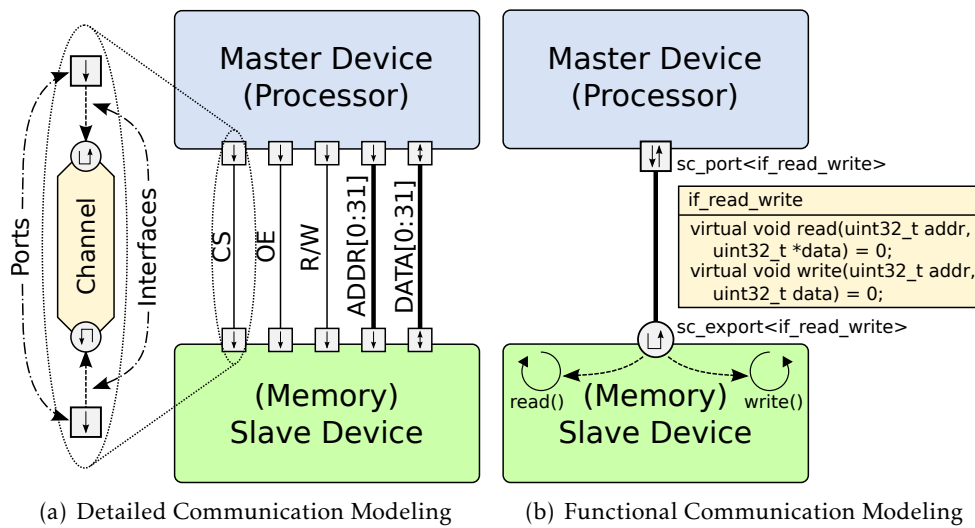 Master Device
(Processor)
Ports
Channel
Interfaces
CS
OE
R/W
ADDR[0:31]
DATA[0:31]
(Memory)
Slave Device
(a) Detailed Communication Modeling
Master Device
(Processor)
sc_port<if_read_write>
if_read_write
virtual void read(uint32_t addr,
uint32_t *data) = 0;
virtual void write(uint32_t addr,
uint32_t data) = 0;
sc_export<if_read_write>
read()
write()
(Memory)
Slave Device
(b) Functional Communication Modeling